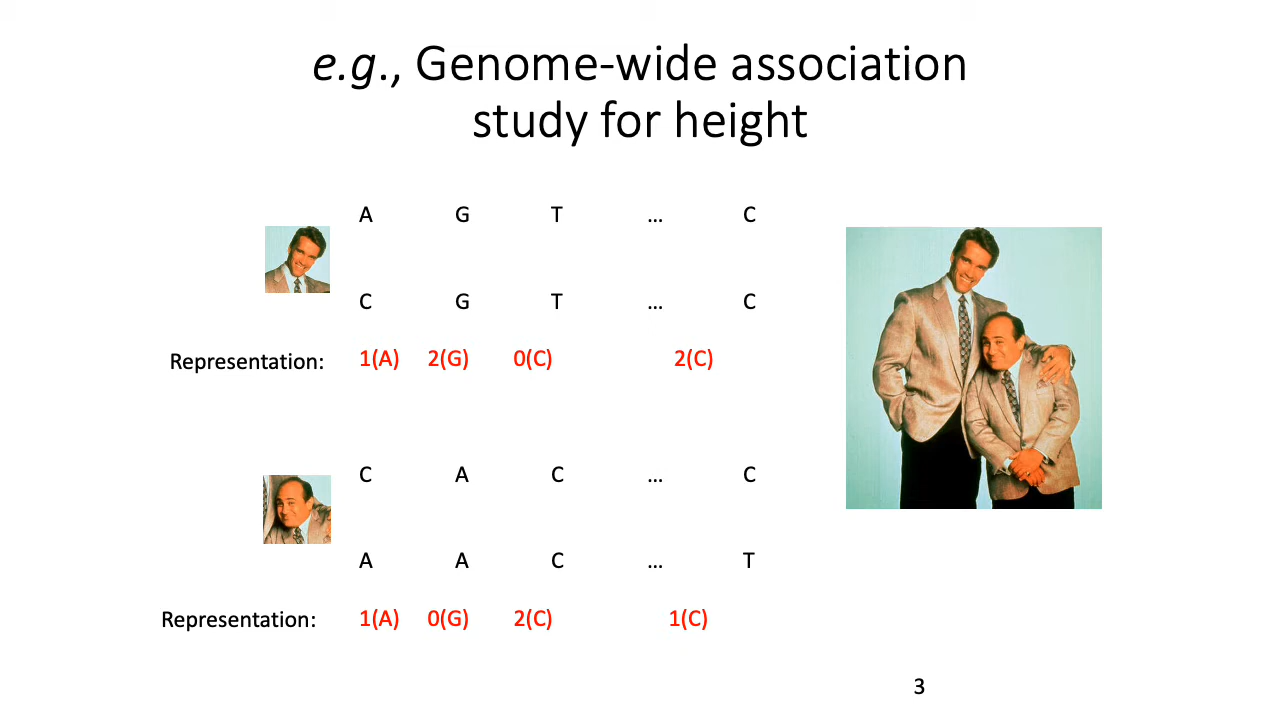 e.g., Genome-wide association
study for height
A G T ... C
C G T ... C
Representation: 1(A) 2(G) 0(C) 2(C)
C A C ... C
A A C ... T
Representation: 1(A) 0(G) 2(C) 1(C)
3